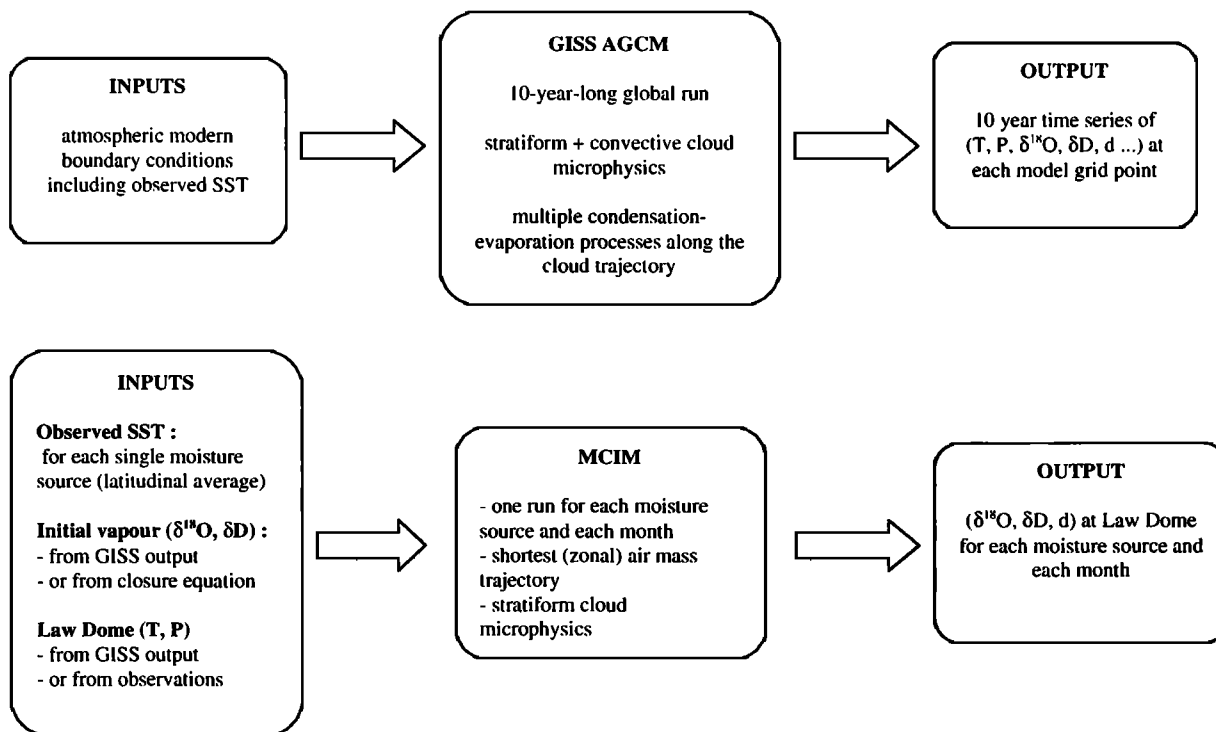 INPUTS
atmospheric modern
boundary conditions
including observed SST
GISS AGCM
10-year-long global run
stratiform + convective cloud
microphysics
multiple condensation-
evaporation processes along the
cloud trajectory
OUTPUT
10 year time series of
(T, P, δ¹⁸O, δD, d ...) at
each model grid point
INPUTS
Observed SST :
for each single moisture
source (latitudinal average)
Initial vapour (δ¹⁸O, δD) :
- from GISS output
- or from closure equation
Law Dome (T, P)
- from GISS output
- or from observations
MCIM
- one run for each moisture
source and each month
- shortest (zonal) air mass
trajectory
- stratiform cloud
microphysics
OUTPUT
(δ¹⁸O, δD, d) at Law Dome
for each moisture source and
each month